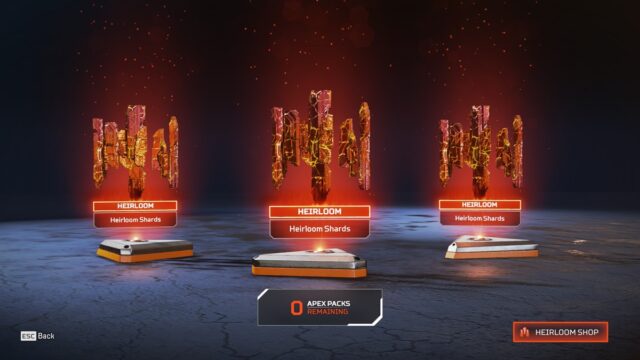 HEIRLOOM
Heirloom Shards
HEIRLOOM
Heirloom Shards
HEIRLOOM
Heirloom Shards
0 APEX PACKS
REMAINING
ESC Back
HEIRLOOM SHOP